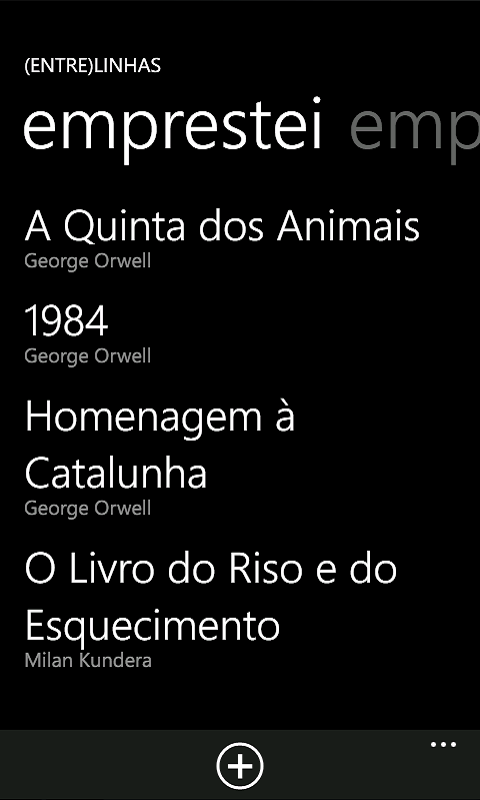 (ENTRE)LINHAS
emprestei emp
A Quinta dos Animais
George Orwell
1984
George Orwell
Homenagem à
Catalunha
George Orwell
O Livro do Riso e do
Esquecimento
Milan Kundera